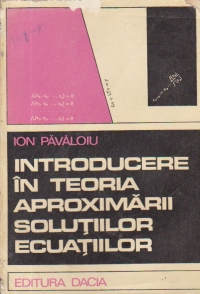 ION PĂVĂLOIU
INTRODUCERE
ÎN TEORIA
APROXIMĂRII
SOLUȚIILOR
ECUAȚIILOR
EDITURA DACIA